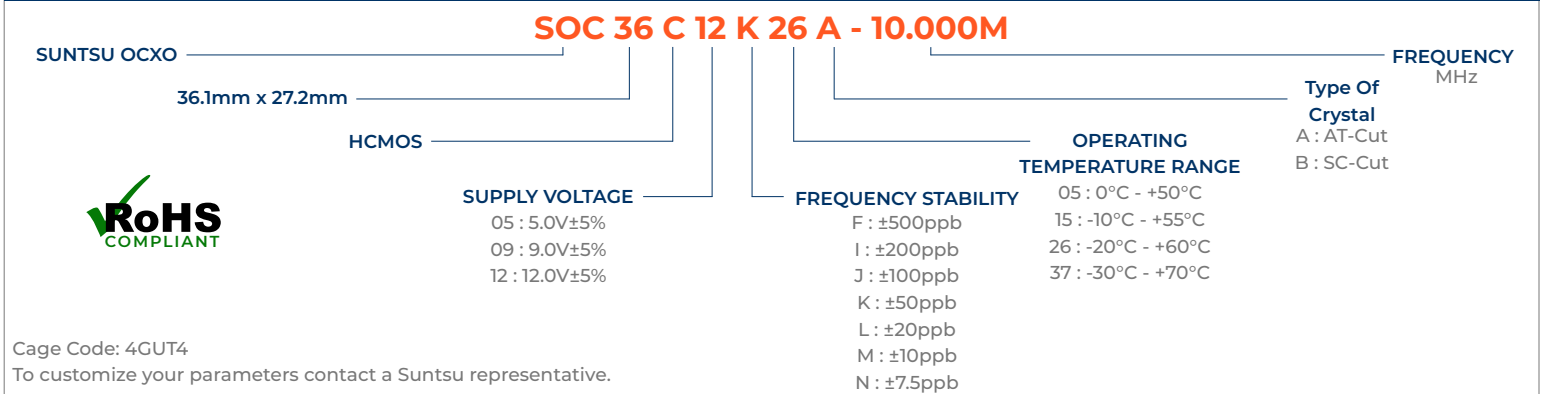 SOC 36 C 12 K 26 A - 10.000M
SUNTSU OCXO
FREQUENCY
MHz
36.1mm x 27.2mm
Type Of
Crystal
A : AT-Cut
B : SC-Cut
HCMOS
OPERATING
TEMPERATURE RANGE
05 : 0°C - +50°C
15 : -10°C - +55°C
26 : -20°C - +60°C
37 : -30°C - +70°C
SUPPLY VOLTAGE
05 : 5.0V±5%
09 : 9.0V±5%
12 : 12.0V±5%
FREQUENCY STABILITY
F : ±500ppb
I : ±200ppb
J : ±100ppb
K : ±50ppb
L : ±20ppb
M : ±10ppb
N : ±7.5ppb
RoHS
COMPLIANT
Cage Code: 4GUT4
To customize your parameters contact a Suntsu representative.